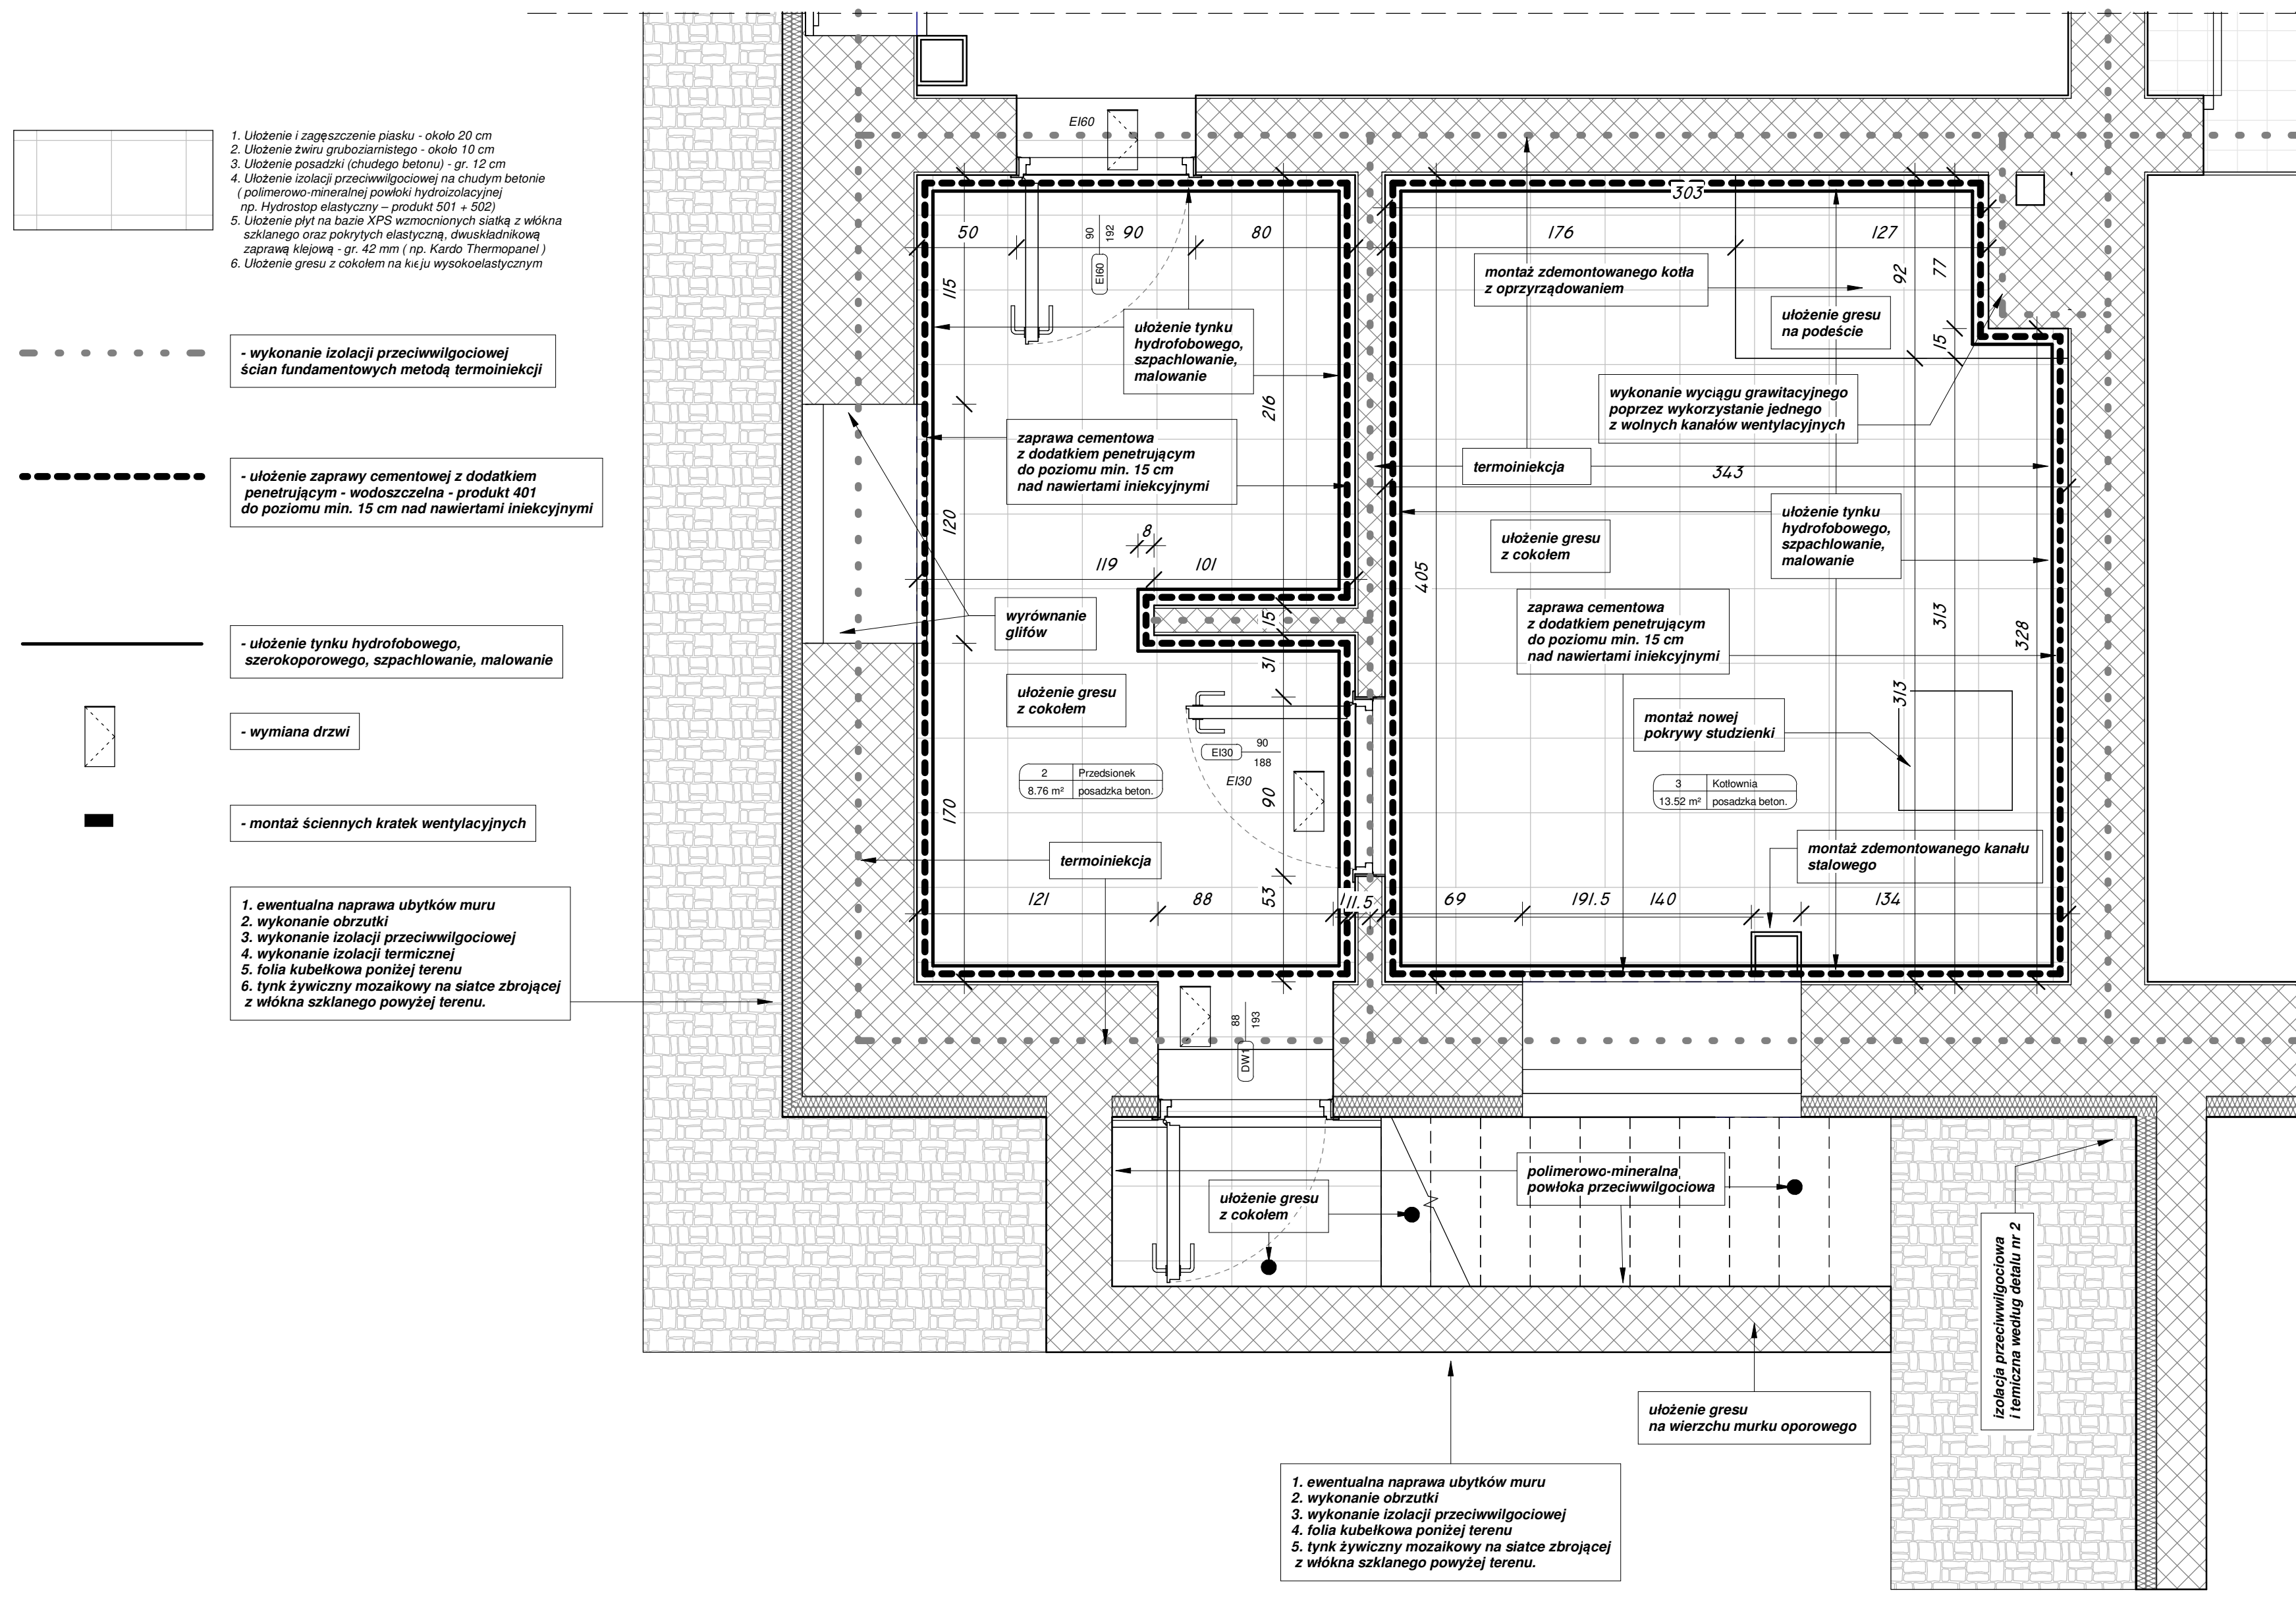 1. Ułożenie i zagęszczenie piasku - około 20 cm
2. Ułożenie żwiru gruboziarnistego - około 10 cm
3. Ułożenie posadzki (chudego betonu) - gr. 12 cm
4. Ułożenie izolacji przeciwwilgociowej na chudym betonie
( polimerowo-mineralnej powłoki hydroizolacyjnej
np. Hydrostop elastyczny – produkt 501 + 502)
5. Ułożenie płyt na bazie XPS wzmocnionych siatką z włókna
szklanego oraz pokrytych elastyczną, dwuskładnikową
zaprawą klejową - gr. 42 mm ( np. Kardo Thermopanel )
6. Ułożenie gresu z cokołem na kleju wysokoelastycznym
- wykonanie izolacji przeciwwilgociowej
ścian fundamentowych metodą termoiniekcji
- ułożenie zaprawy cementowej z dodatkiem
penetrującym - wodoszczelna - produkt 401
do poziomu min. 15 cm nad nawiertami iniekcyjnymi
- ułożenie tynku hydrofobowego,
szerokoporowego, szpachlowanie, malowanie
- wymiana drzwi
- montaż ściennych kratek wentylacyjnych
1. ewentualna naprawa ubytków muru
2. wykonanie obrzutki
3. wykonanie izolacji przeciwwilgociowej
4. wykonanie izolacji termicznej
5. folia kubełkowa poniżej terenu
6. tynk żywiczny mozaikowy na siatce zbrojącej
z włókna szklanego powyżej terenu.
EI60
50
90
192
90
80
EI60
115
ułożenie tynku
hydrofobowego,
szpachlowanie,
malowanie
216
zaprawa cementowa
z dodatkiem penetrującym
do poziomu min. 15 cm
nad nawiertami iniekcyjnymi
120
8
119
101
wyrównanie
glifów
15
31
ułożenie gresu
z cokołem
EI30
90
188
EI30
2
Przedsionek
8.76 m²
posadzka beton.
90
170
termoiniekcja
121
88
53
11.5
88
193
DW1
303
176
127
montaż zdemontowanego kotła
z oprzyrządowaniem
92
77
ułożenie gresu
na podeście
15
wykonanie wyciągu grawitacyjnego
poprzez wykorzystanie jednego
z wolnych kanałów wentylacyjnych
termoiniekcja
343
ułożenie gresu
z cokołem
ułożenie tynku
hydrofobowego,
szpachlowanie,
malowanie
405
zaprawa cementowa
z dodatkiem penetrującym
do poziomu min. 15 cm
nad nawiertami iniekcyjnymi
313
328
313
montaż nowej
pokrywy studzienki
3
Kotłownia
13.52 m²
posadzka beton.
montaż zdemontowanego kanału
stalowego
69
191.5
140
134
polimerowo-mineralna
powłoka przeciwwilgociowa
ułożenie gresu
z cokołem
izolacja przeciwwilgociowa
i temiczna według detalu nr 2
ułożenie gresu
na wierzchu murku oporowego
1. ewentualna naprawa ubytków muru
2. wykonanie obrzutki
3. wykonanie izolacji przeciwwilgociowej
4. folia kubełkowa poniżej terenu
5. tynk żywiczny mozaikowy na siatce zbrojącej
z włókna szklanego powyżej terenu.